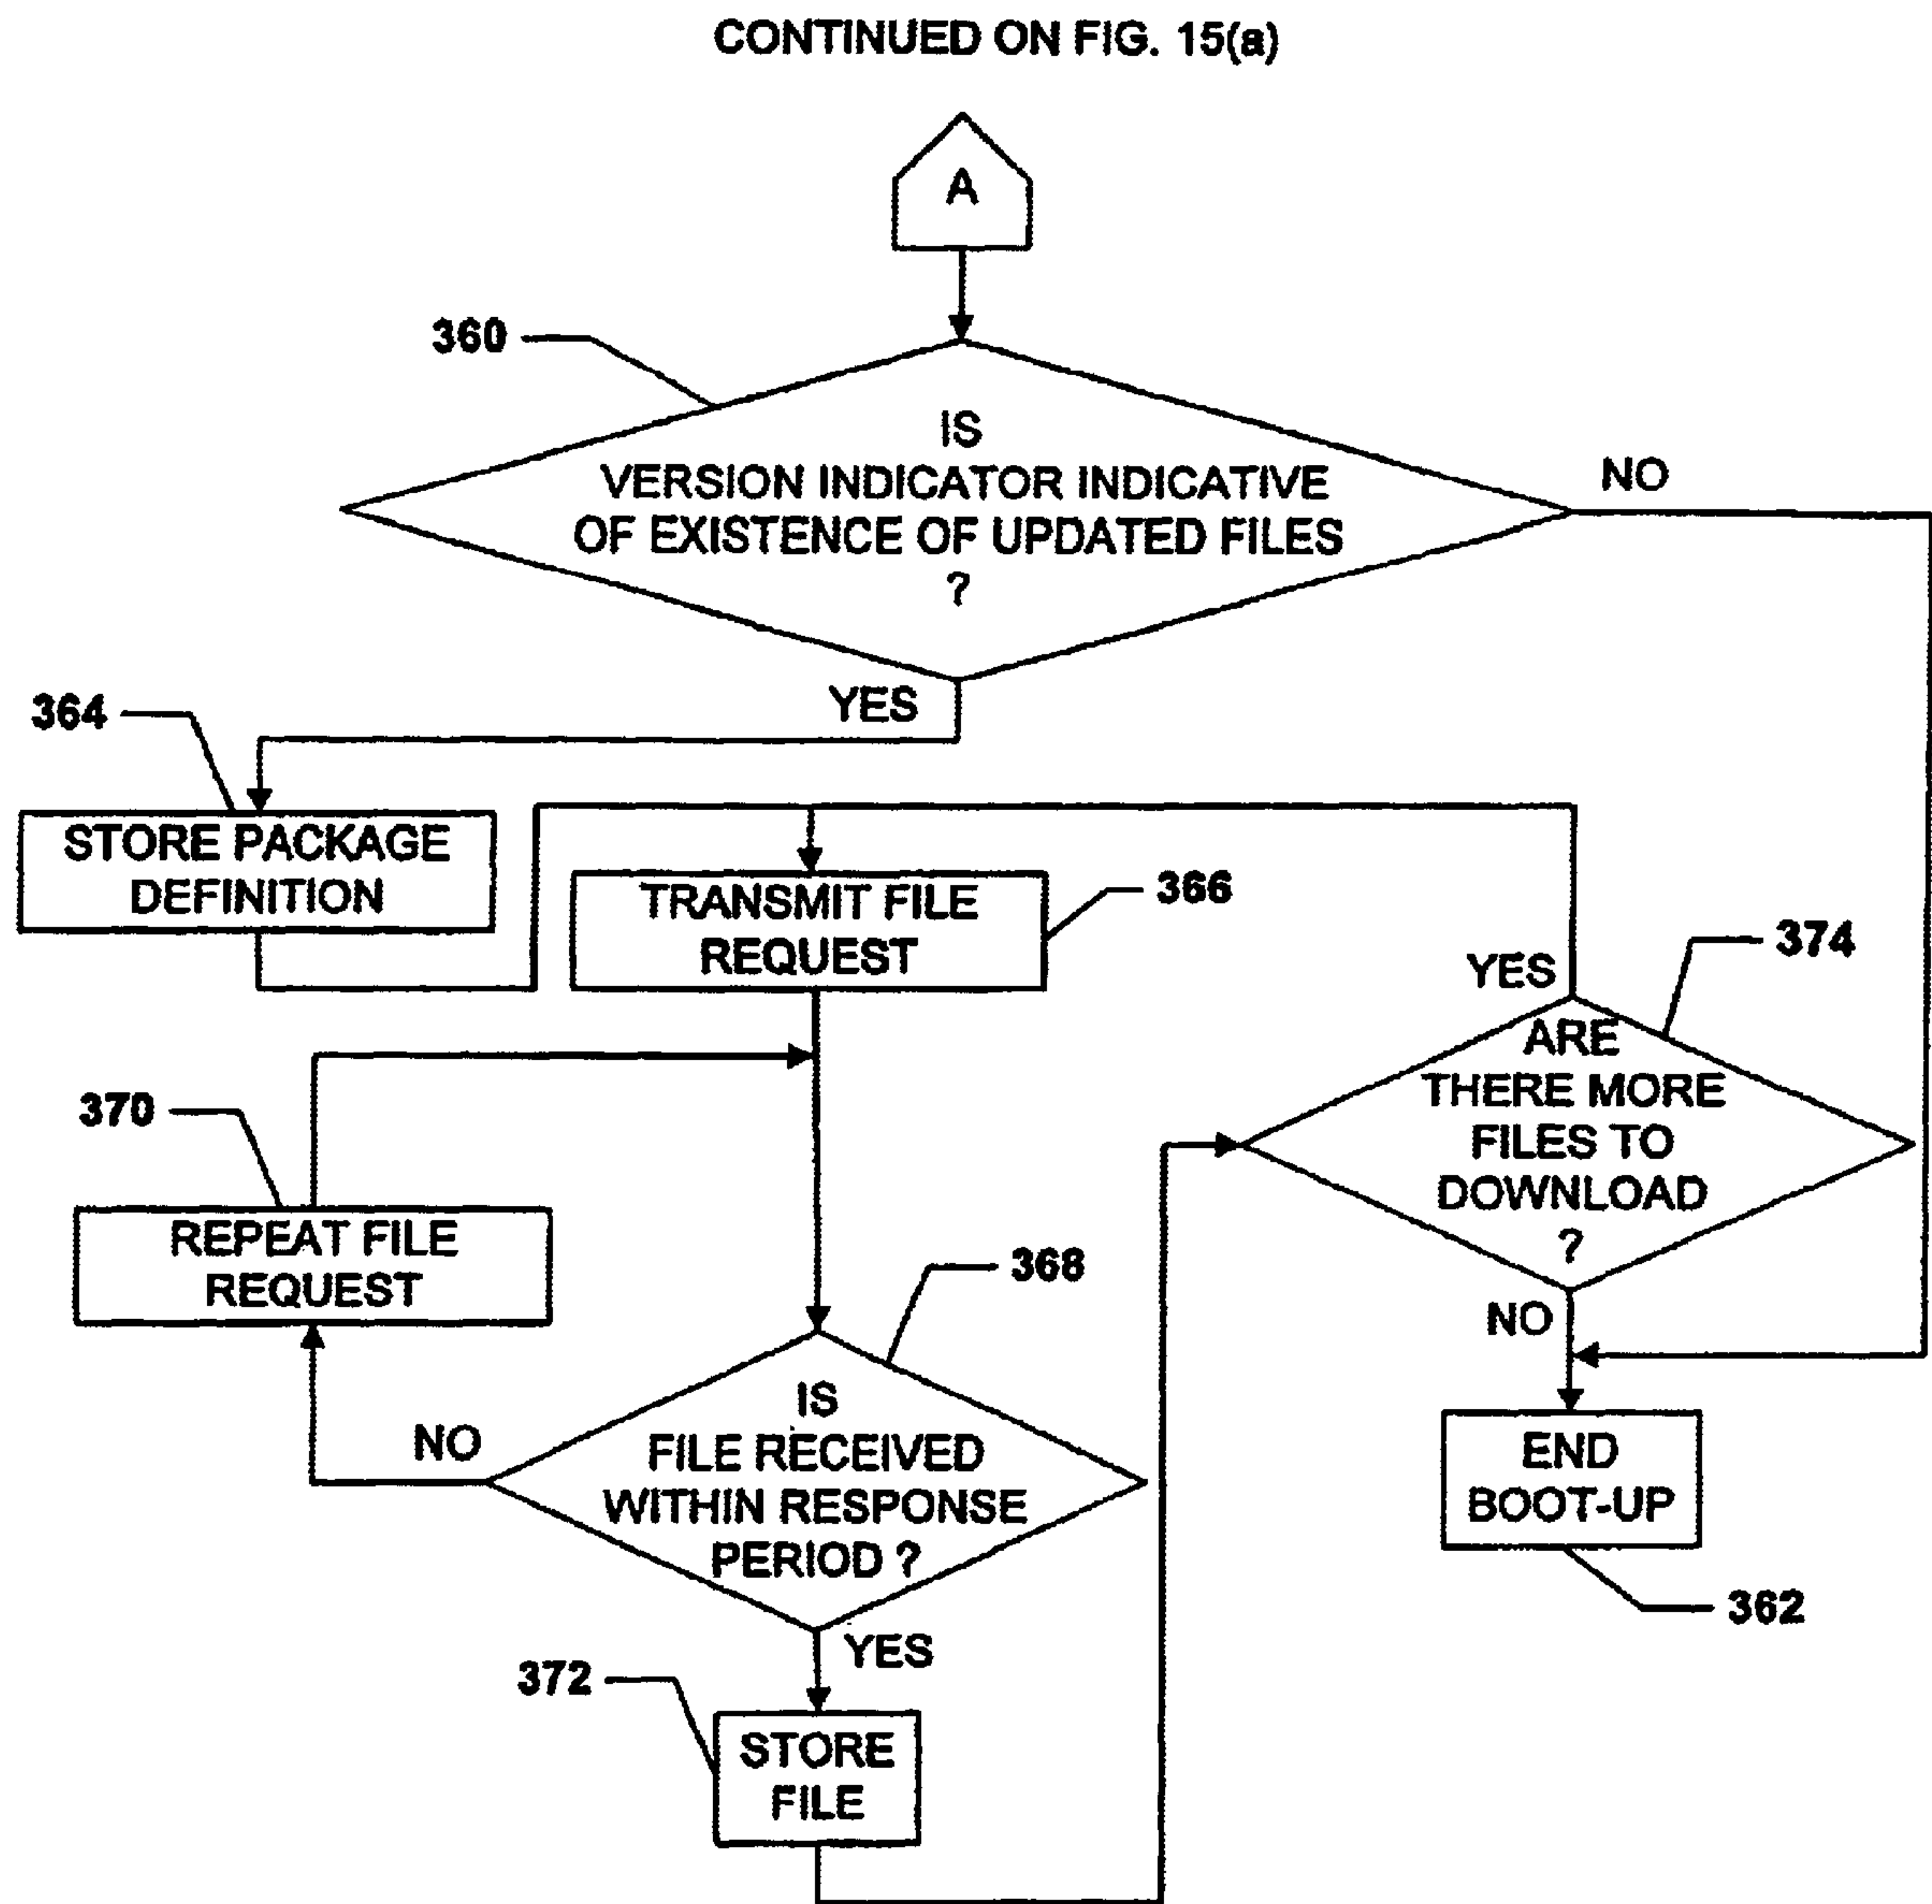 CONTINUED ON FIG. 15(a)
A
360
IS
VERSION INDICATOR INDICATIVE
OF EXISTENCE OF UPDATED FILES
?
NO
YES
364
STORE PACKAGE
DEFINITION
TRANSMIT FILE
REQUEST
366
374
YES
ARE
THERE MORE
FILES TO
DOWNLOAD
?
NO
370
REPEAT FILE
REQUEST
368
IS
FILE RECEIVED
WITHIN RESPONSE
PERIOD ?
NO
YES
END
BOOT-UP
362
372
STORE
FILE